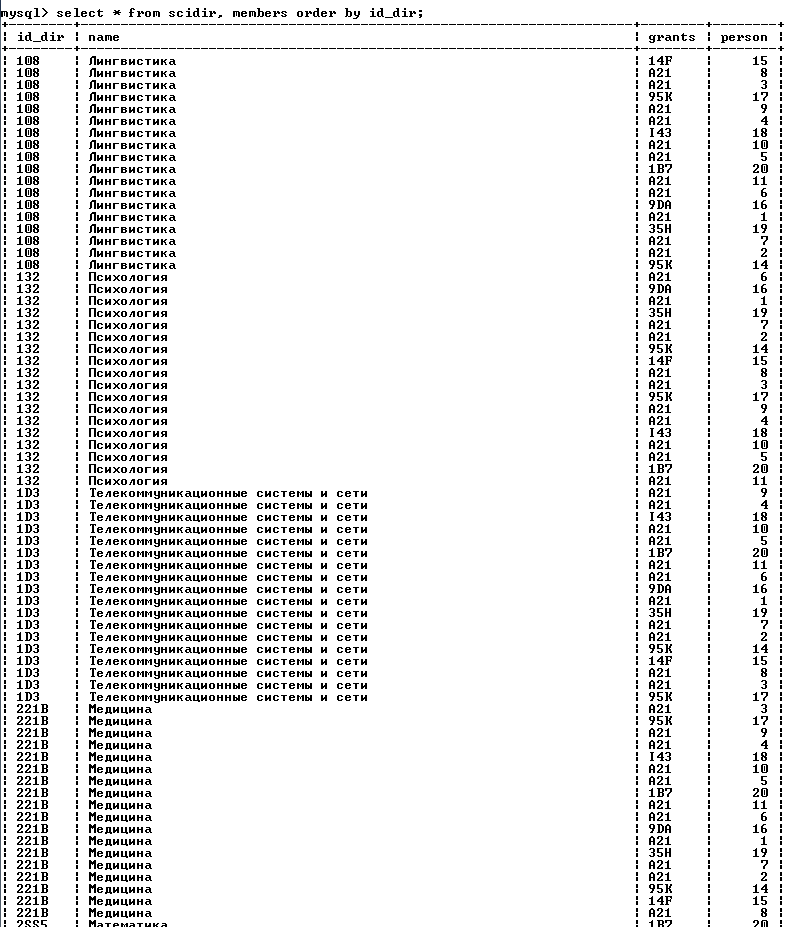 mysql> select * from scidir, members order by id_dir;
| id_dir | name | grants | person |
| 108 | Лингвистика | 14F | 15 |
| 108 | Лингвистика | A21 | 8 |
| 108 | Лингвистика | A21 | 3 |
| 108 | Лингвистика | 95K | 17 |
| 108 | Лингвистика | A21 | 9 |
| 108 | Лингвистика | A21 | 4 |
| 108 | Лингвистика | I43 | 18 |
| 108 | Лингвистика | A21 | 10 |
| 108 | Лингвистика | A21 | 5 |
| 108 | Лингвистика | 1B7 | 20 |
| 108 | Лингвистика | A21 | 11 |
| 108 | Лингвистика | A21 | 6 |
| 108 | Лингвистика | 9DA | 16 |
| 108 | Лингвистика | A21 | 1 |
| 108 | Лингвистика | 35H | 19 |
| 108 | Лингвистика | A21 | 7 |
| 108 | Лингвистика | A21 | 2 |
| 108 | Лингвистика | 95K | 14 |
| 132 | Психология | A21 | 6 |
| 132 | Психология | 9DA | 16 |
| 132 | Психология | A21 | 1 |
| 132 | Психология | 35H | 19 |
| 132 | Психология | A21 | 7 |
| 132 | Психология | A21 | 2 |
| 132 | Психология | 95K | 14 |
| 132 | Психология | 14F | 15 |
| 132 | Психология | A21 | 8 |
| 132 | Психология | A21 | 3 |
| 132 | Психология | 95K | 17 |
| 132 | Психология | A21 | 9 |
| 132 | Психология | A21 | 4 |
| 132 | Психология | I43 | 18 |
| 132 | Психология | A21 | 10 |
| 132 | Психология | A21 | 5 |
| 132 | Психология | 1B7 | 20 |
| 132 | Психология | A21 | 11 |
| 1D3 | Телекоммуникационные системы и сети | A21 | 9 |
| 1D3 | Телекоммуникационные системы и сети | A21 | 4 |
| 1D3 | Телекоммуникационные системы и сети | I43 | 18 |
| 1D3 | Телекоммуникационные системы и сети | A21 | 10 |
| 1D3 | Телекоммуникационные системы и сети | A21 | 5 |
| 1D3 | Телекоммуникационные системы и сети | 1B7 | 20 |
| 1D3 | Телекоммуникационные системы и сети | A21 | 11 |
| 1D3 | Телекоммуникационные системы и сети | A21 | 6 |
| 1D3 | Телекоммуникационные системы и сети | 9DA | 16 |
| 1D3 | Телекоммуникационные системы и сети | A21 | 1 |
| 1D3 | Телекоммуникационные системы и сети | 35H | 19 |
| 1D3 | Телекоммуникационные системы и сети | A21 | 7 |
| 1D3 | Телекоммуникационные системы и сети | A21 | 2 |
| 1D3 | Телекоммуникационные системы и сети | 95K | 14 |
| 1D3 | Телекоммуникационные системы и сети | 14F | 15 |
| 1D3 | Телекоммуникационные системы и сети | A21 | 8 |
| 1D3 | Телекоммуникационные системы и сети | A21 | 3 |
| 1D3 | Телекоммуникационные системы и сети | 95K | 17 |
| 221B | Медицина | A21 | 3 |
| 221B | Медицина | 95K | 17 |
| 221B | Медицина | A21 | 9 |
| 221B | Медицина | A21 | 4 |
| 221B | Медицина | I43 | 18 |
| 221B | Медицина | A21 | 10 |
| 221B | Медицина | A21 | 5 |
| 221B | Медицина | 1B7 | 20 |
| 221B | Медицина | A21 | 11 |
| 221B | Медицина | A21 | 6 |
| 221B | Медицина | 9DA | 16 |
| 221B | Медицина | A21 | 1 |
| 221B | Медицина | 35H | 19 |
| 221B | Медицина | A21 | 7 |
| 221B | Медицина | A21 | 2 |
| 221B | Медицина | 95K | 14 |
| 221B | Медицина | 14F | 15 |
| 221B | Медицина | A21 | 8 |
| 2SS5 | Математика | 1B7 | 20 |